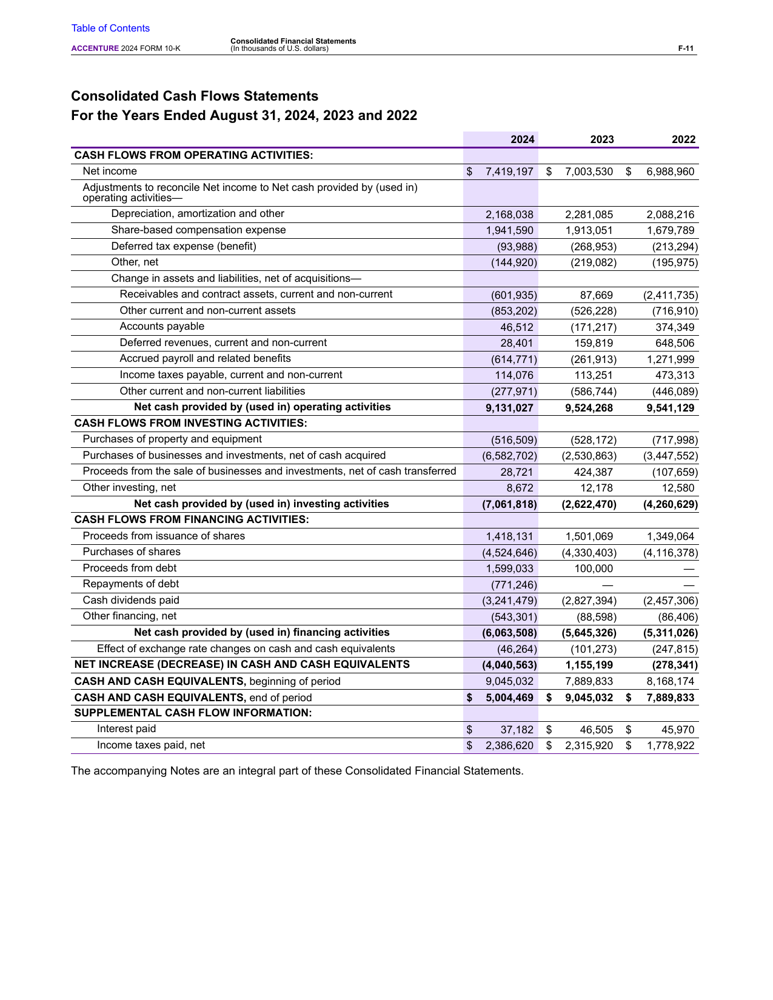 Table of Contents
ACCENTURE 2024 FORM 10-K
Consolidated Financial Statements
(In thousands of U.S. dollars)
F-11
Consolidated Cash Flows Statements
For the Years Ended August 31, 2024, 2023 and 2022
2024 2023 2022
CASH FLOWS FROM OPERATING ACTIVITIES:
Net income $ 7,419,197 $ 7,003,530 $ 6,988,960
Adjustments to reconcile Net income to Net cash provided by (used in)
operating activities—
Depreciation, amortization and other 2,168,038 2,281,085 2,088,216
Share-based compensation expense 1,941,590 1,913,051 1,679,789
Deferred tax expense (benefit) (93,988) (268,953) (213,294)
Other, net (144,920) (219,082) (195,975)
Change in assets and liabilities, net of acquisitions—
Receivables and contract assets, current and non-current (601,935) 87,669 (2,411,735)
Other current and non-current assets (853,202) (526,228) (716,910)
Accounts payable 46,512 (171,217) 374,349
Deferred revenues, current and non-current 28,401 159,819 648,506
Accrued payroll and related benefits (614,771) (261,913) 1,271,999
Income taxes payable, current and non-current 114,076 113,251 473,313
Other current and non-current liabilities (277,971) (586,744) (446,089)
Net cash provided by (used in) operating activities 9,131,027 9,524,268 9,541,129
CASH FLOWS FROM INVESTING ACTIVITIES:
Purchases of property and equipment (516,509) (528,172) (717,998)
Purchases of businesses and investments, net of cash acquired (6,582,702) (2,530,863) (3,447,552)
Proceeds from the sale of businesses and investments, net of cash transferred 28,721 424,387 (107,659)
Other investing, net 8,672 12,178 12,580
Net cash provided by (used in) investing activities (7,061,818) (2,622,470) (4,260,629)
CASH FLOWS FROM FINANCING ACTIVITIES:
Proceeds from issuance of shares 1,418,131 1,501,069 1,349,064
Purchases of shares (4,524,646) (4,330,403) (4,116,378)
Proceeds from debt 1,599,033 100,000 —
Repayments of debt (771,246) — —
Cash dividends paid (3,241,479) (2,827,394) (2,457,306)
Other financing, net (543,301) (88,598) (86,406)
Net cash provided by (used in) financing activities (6,063,508) (5,645,326) (5,311,026)
Effect of exchange rate changes on cash and cash equivalents (46,264) (101,273) (247,815)
NET INCREASE (DECREASE) IN CASH AND CASH EQUIVALENTS (4,040,563) 1,155,199 (278,341)
CASH AND CASH EQUIVALENTS, beginning of period 9,045,032 7,889,833 8,168,174
CASH AND CASH EQUIVALENTS, end of period $ 5,004,469 $ 9,045,032 $ 7,889,833
SUPPLEMENTAL CASH FLOW INFORMATION:
Interest paid $ 37,182 $ 46,505 $ 45,970
Income taxes paid, net $ 2,386,620 $ 2,315,920 $ 1,778,922
The accompanying Notes are an integral part of these Consolidated Financial Statements.